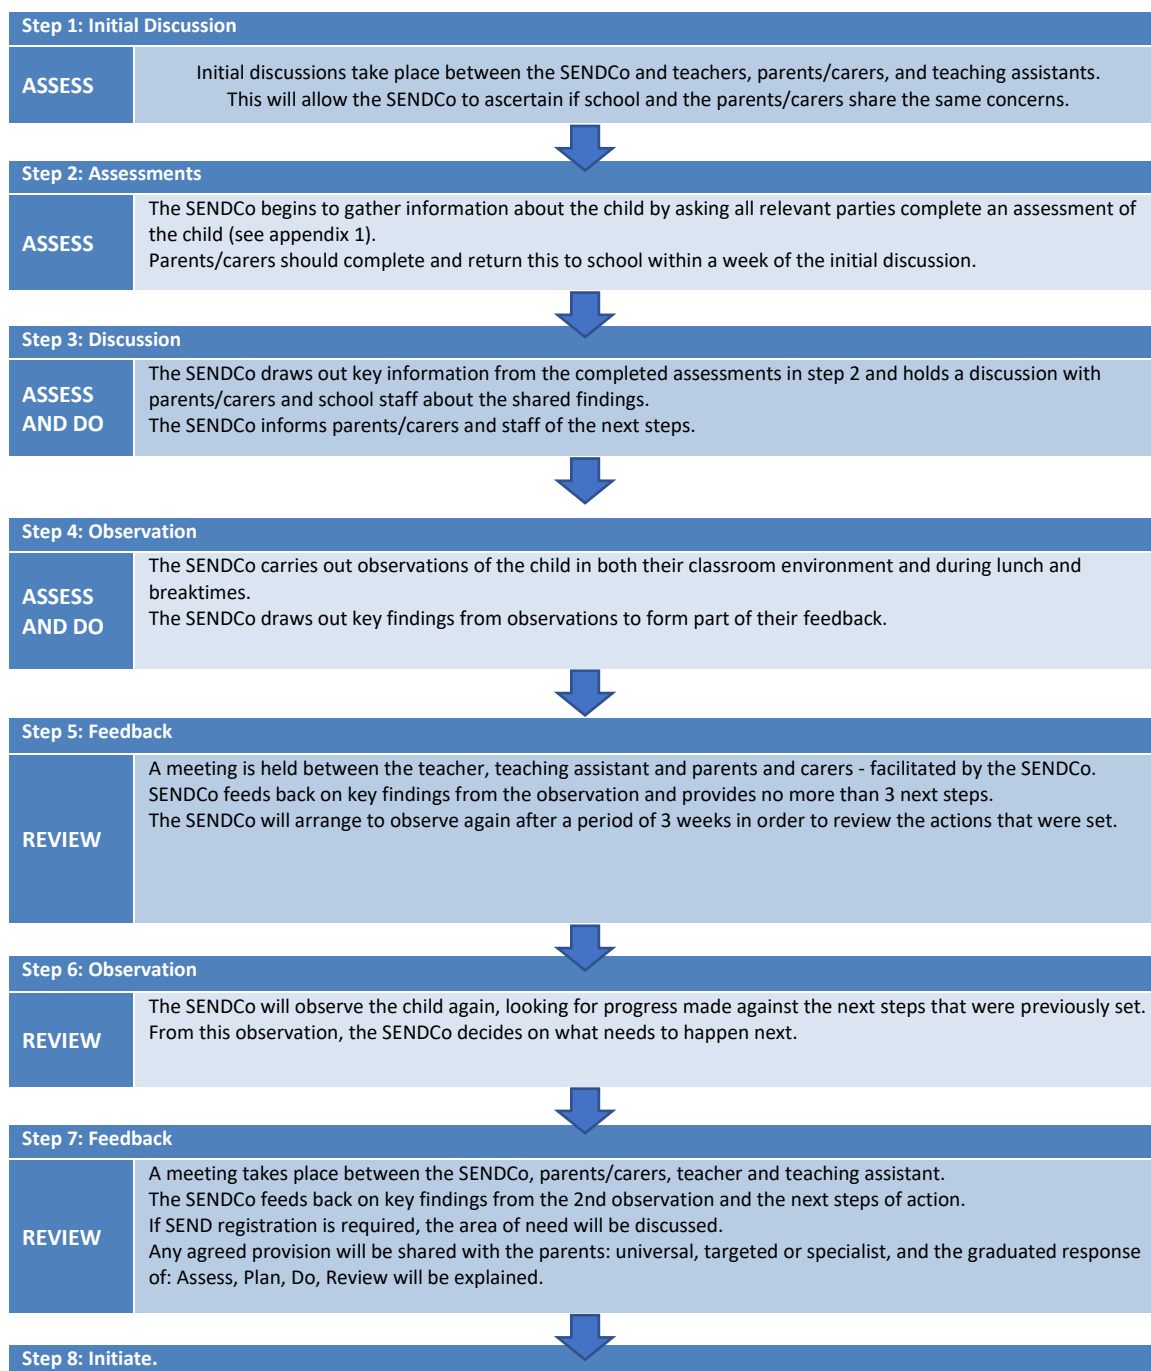 Step 1: Initial Discussion
ASSESS
Initial discussions take place between the SENDCo and teachers, parents/carers, and teaching assistants.
This will allow the SENDCo to ascertain if school and the parents/carers share the same concerns.
Step 2: Assessments
ASSESS
The SENDCo begins to gather information about the child by asking all relevant parties complete an assessment of
the child (see appendix 1).
Parents/carers should complete and return this to school within a week of the initial discussion.
Step 3: Discussion
ASSESS
AND DO
The SENDCo draws out key information from the completed assessments in step 2 and holds a discussion with
parents/carers and school staff about the shared findings.
The SENDCo informs parents/carers and staff of the next steps.
Step 4: Observation
ASSESS
AND DO
The SENDCo carries out observations of the child in both their classroom environment and during lunch and
breaktimes.
The SENDCo draws out key findings from observations to form part of their feedback.
Step 5: Feedback
REVIEW
A meeting is held between the teacher, teaching assistant and parents and carers - facilitated by the SENDCo.
SENDCo feeds back on key findings from the observation and provides no more than 3 next steps.
The SENDCo will arrange to observe again after a period of 3 weeks in order to review the actions that were set.
Step 6: Observation
REVIEW
The SENDCo will observe the child again, looking for progress made against the next steps that were previously set.
From this observation, the SENDCo decides on what needs to happen next.
Step 7: Feedback
REVIEW
A meeting takes place between the SENDCo, parents/carers, teacher and teaching assistant.
The SENDCo feeds back on key findings from the 2nd observation and the next steps of action.
If SEND registration is required, the area of need will be discussed.
Any agreed provision will be shared with the parents: universal, targeted or specialist, and the graduated response
of: Assess, Plan, Do, Review will be explained.
Step 8: Initiate.